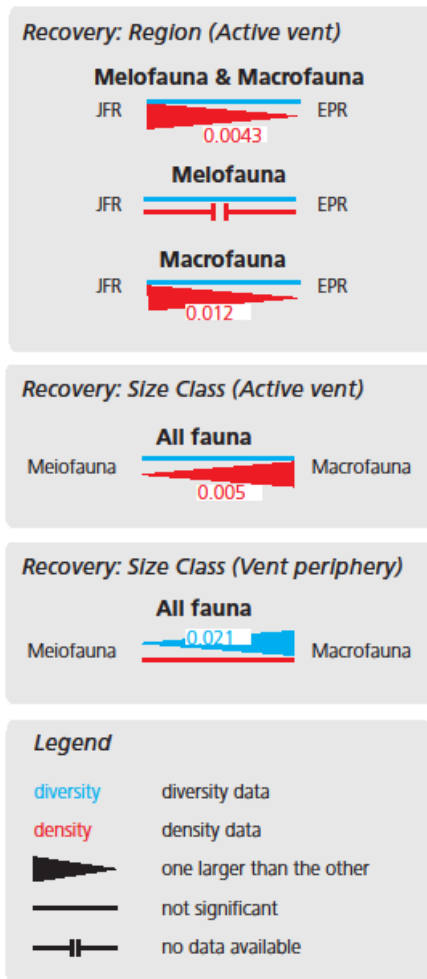 Recovery: Region (Active vent)
Melofauna & Macrofauna
JFR EPR
0.0043
Melofauna
JFR EPR
Macrofauna
JFR EPR
0.012
Recovery: Size Class (Active vent)
All fauna
Meiofauna Macrofauna
0.005
Recovery: Size Class (Vent periphery)
All fauna
0.021
Meiofauna Macrofauna
Legend
diversity diversity data
density density data
one larger than the other
not significant
no data available